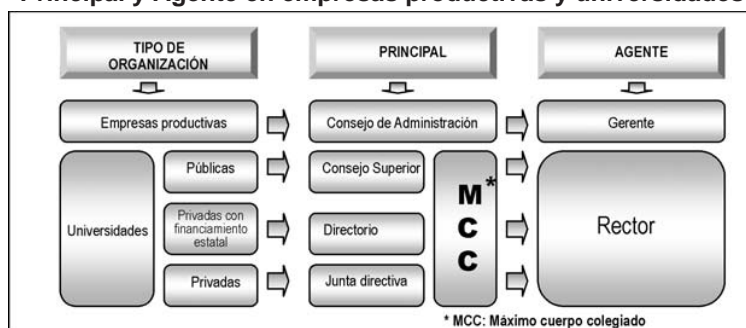 Principal y Agente en empresas productivas y universidades
TIPO DE
ORGANIZACIÓN
PRINCIPAL
AGENTE
Empresas productivas
Consejo de Administración
Gerente
Universidades
Públicas
Consejo Superior
Privadas con
financiamiento
estatal
Directorio
Privadas
Junta directiva
M*
C
C
Rector
* MCC: Máximo cuerpo colegiado